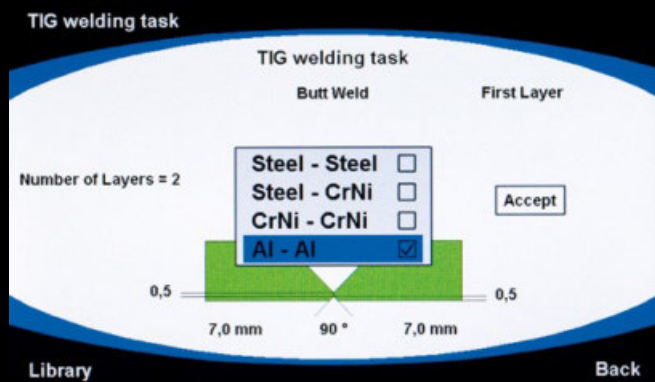 TIG welding task
TIG welding task
Butt Weld
First Layer
Number of Layers = 2
Steel - Steel
Steel - CrNi
CrNi - CrNi
Al - Al
Accept
0,5
0,5
7,0 mm
90 °
7,0 mm
Library
Back